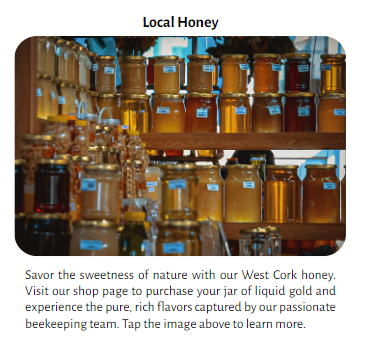 Local Honey
Savor the sweetness of nature with our West Cork honey.
Visit our shop page to purchase your jar of liquid gold and
experience the pure, rich flavors captured by our passionate
beekeeping team. Tap the image above to learn more.